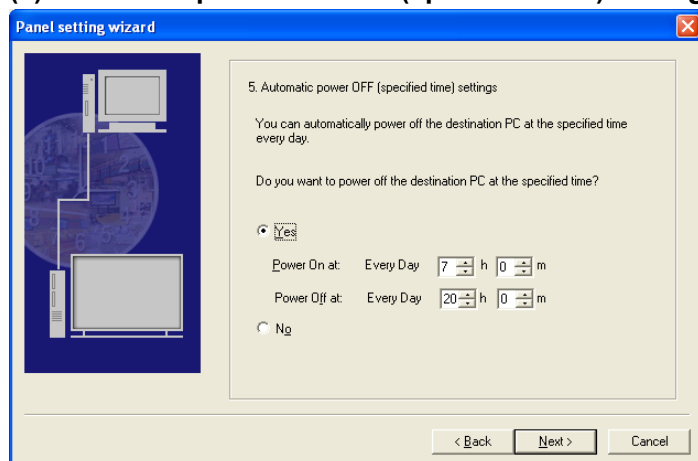 Panel setting wizard
5. Automatic power OFF (specified time) settings
You can automatically power off the destination PC at the specified time
every day.
Do you want to power off the destination PC at the specified time?
Yes
Power On at: Every Day 7 h 0 m
Power Off at: Every Day 20 h 0 m
No
< Back Next > Cancel